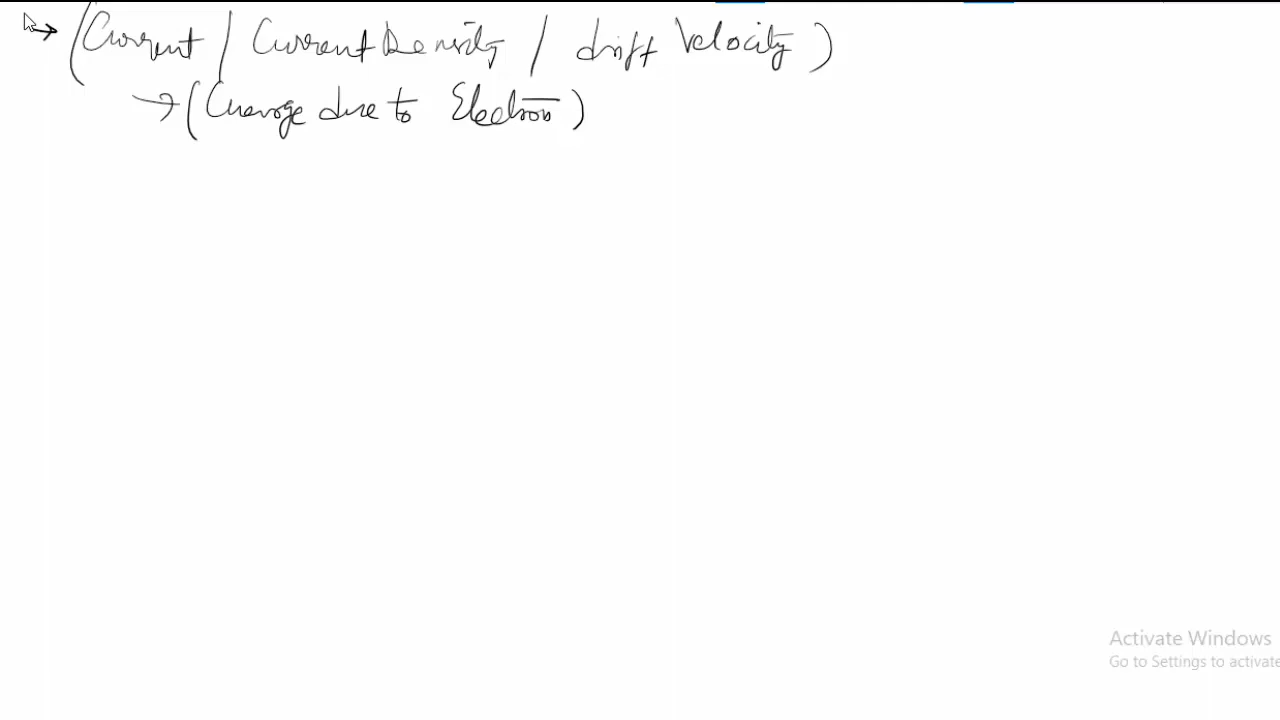 → (Current / Current Density / drift Velocity)
→ (Charge due to Electron)
Activate Windows
Go to Settings to activate